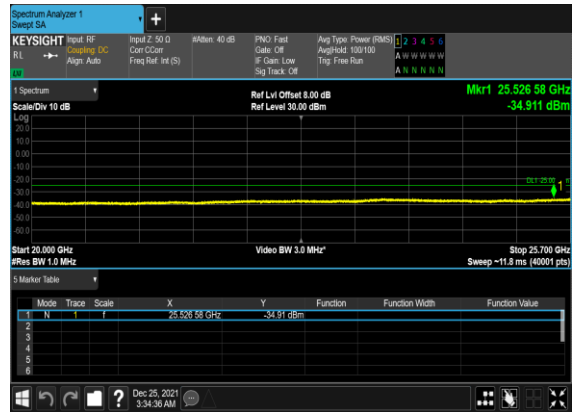 Spectrum Analyzer 1
Swept SA
KEYSIGHT Input: RF Input Z: 50 Ω #Atten: 40 dB PNO: Fast Avg Type: Power (RMS) 1 2 3 4 5 6
RL Coupling: DC Corr CCorr Gate: Off Avg|Hold: 100/100 A W W W W W
Align: Auto Freq Ref: Int (S) IF Gain: Low Trig: Free Run
Sig Track: Off A N N N N N
1 Spectrum Ref Lvl Offset 8.00 dB Mkr1 25.526 58 GHz
Scale/Div 10 dB Ref Level 30.00 dBm -34.911 dBm
Log
20.0
10.0
0.00
-10.0
-20.0
DL1 -25.00 1
-30.0
-40.0
-50.0
-60.0
Start 20.000 GHz Video BW 3.0 MHz* Stop 25.700 GHz
#Res BW 1.0 MHz Sweep ~11.8 ms (40001 pts)
5 Marker Table
Mode Trace Scale X Y Function Function Width Function Value
1 N 1 f 25.526 58 GHz -34.91 dBm
2
3
4
5
6
? Dec 25, 2021
3:34:36 AM